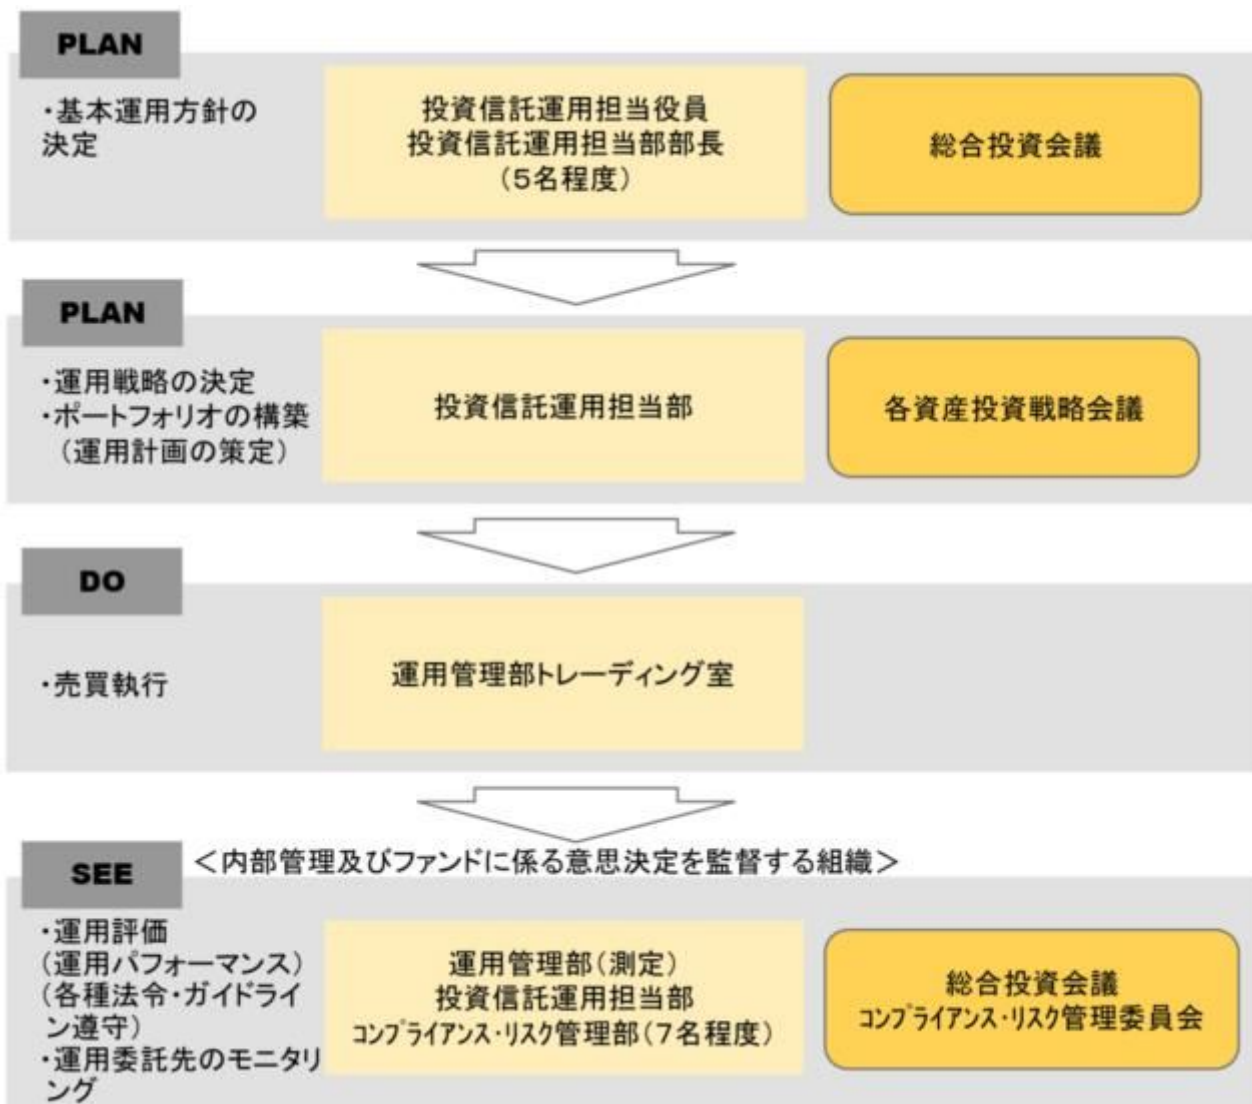 PLAN
・基本運用方針の
決定
投資信託運用担当役員
投資信託運用担当部部長
(5名程度)
総合投資会議
PLAN
・運用戦略の決定
・ポートフォリオの構築
(運用計画の策定)
投資信託運用担当部
各資産投資戦略会議
DO
・売買執行
運用管理部トレーディング室
SEE
＜内部管理及びファンドに係る意思決定を監督する組織＞
・運用評価
(運用パフォーマンス)
(各種法令・ガイドライ
ン遵守)
・運用委託先のモニタリ
ング
運用管理部(測定)
投資信託運用担当部
ｺﾝﾌﾟﾗｲｱﾝｽ･ﾘｽｸ管理部(7名程度)
総合投資会議
ｺﾝﾌﾟﾗｲｱﾝｽ･ﾘｽｸ管理委員会